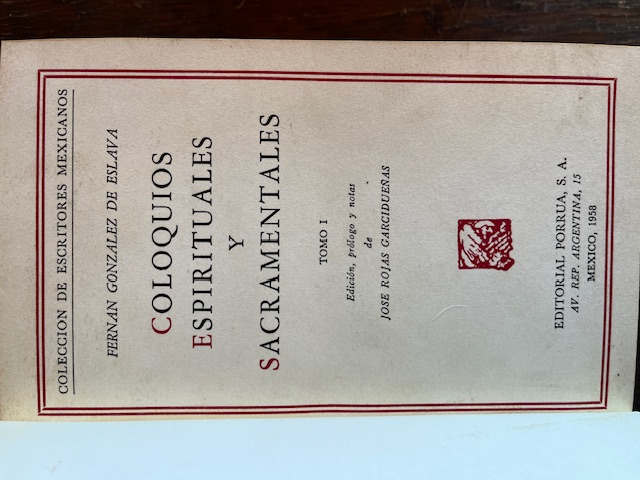 COLECCION DE ESCRITORES MEXICANOS
FERNAN GONZALEZ DE ESLAVA
COLOQUIOS
ESPIRITUALES
Y
SACRAMENTALES
TOMO I
Edición, prólogo y notas
de
JOSE ROJAS GARCIDUEÑAS
EDITORIAL PORRUA, S. A.
AV. REP. ARGENTINA, 15
MEXICO, 1958